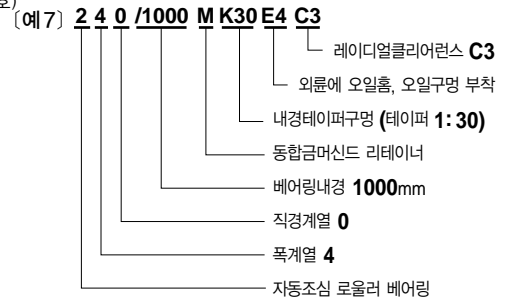 호)
〔예 7〕 2 4 0 /1000 M K30 E4 C3
레이디얼클리어런스 C3
외륜에 오일홈, 오일구멍 부착
내경테이퍼구멍 (테이퍼 1:30)
동합금머신드 리테이너
베어링내경 1000mm
직경계열 0
폭계열 4
자동조심 로울러 베어링